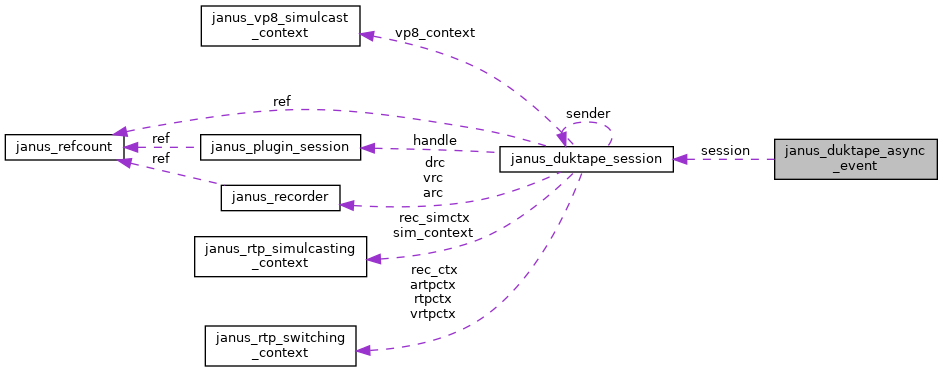 janus_vp8_simulcast
_context
vp8_context
ref
sender
janus_refcount
ref
janus_plugin_session
handle
janus_duktape_session
session
janus_duktape_async
_event
ref
janus_recorder
drc
vrc
arc
rec_simctx
sim_context
janus_rtp_simulcasting
_context
rec_ctx
artpctx
rtpctx
vrtpctx
janus_rtp_switching
_context